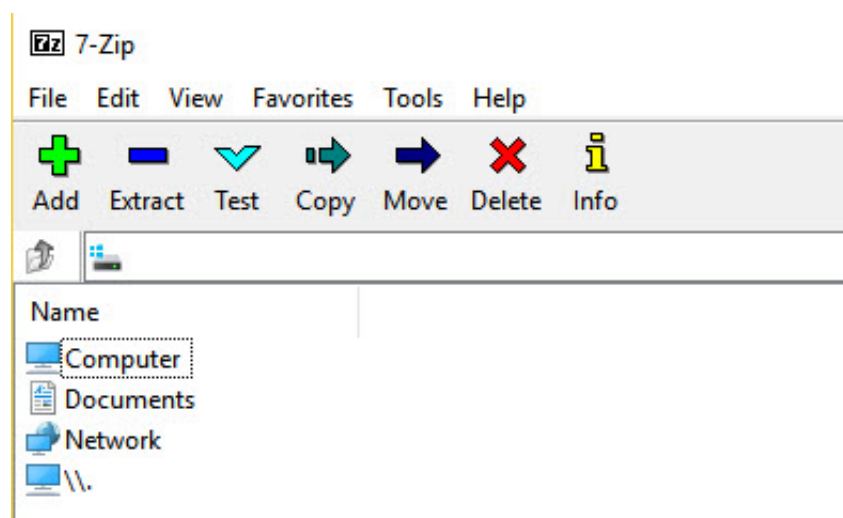 7z 7-Zip
File Edit View Favorites Tools Help
Add Extract Test Copy Move Delete Info
Name
Computer
Documents
Network
\\.